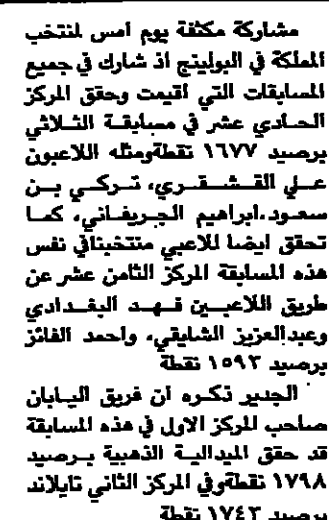 مشاركة مكثفة يوم امس لمنتخب
المملكة في البولينج اذ شارك في جميع
المسابقات التي اقيمت وحقق المركز
الحادي عشر في مسابقة الثلاثي
برصيد ١٦٧٧ نقطةومثله اللاعبون
علي القشقري، تركي بن
سعود.ابراهيم الجريفاني، كما
تحقق ايضا للاعبي منتخبنافي نفس
هذه المسابقة المركز الثامن عشر عن
طريق اللاعبين فهد البغدادي
وعبدالعزيز الشايقي، واحمد الفائز
برصيد ١٥٩٣ نقطة
الجدير ذكره ان فريق اليابان
صاحب المركز الاول في هذه المسابقة
قد حقق الميدالية الذهبية برصيد
١٧٩٨ نقطةوفي المركز الثاني تايلاند
برصيد ١٧٤٣ نقطة